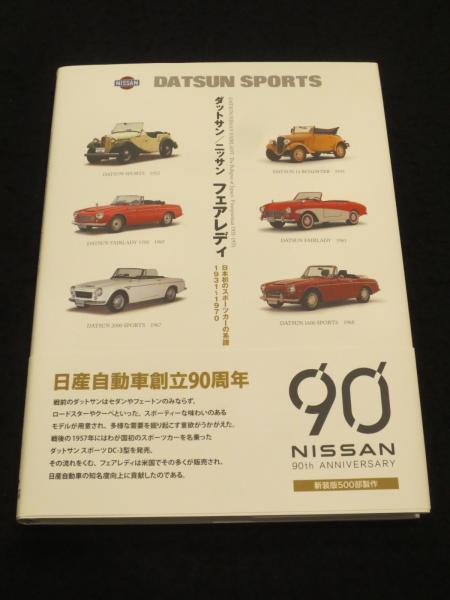 NISSAN
DATSUN SPORTS
ダットサン/ニッサン フェアレディ
日本初のスポーツカーの系譜
1931~1970
DATSUN SPORTS 1952
DATSUN FAIRLADY 1500
DATSUN 2000 SPORTS 1967
DATSUN 14 ROADSTER 1935
DATSUN FAIRLADY
DATSUN 1600 SPORTS 1968
日産自動車創立90周年
戦前のダットサンはセダンやフェートンのみならず、
ロードスターやクーペといった、スポーティーな味わいのある
モデルが用意され、多様な需要を掘り起こす意欲がうかがえた。
戦後の1957年にはわが国初のスポーツカーを名乗った
ダットサン スポーツ DC-3型を発売。
その流れをくむ、フェアレディは米国でその多くが販売され、
日産自動車の知名度向上に貢献したのである。
90
NISSAN
90th ANNIVERSARY
新装版500部製作